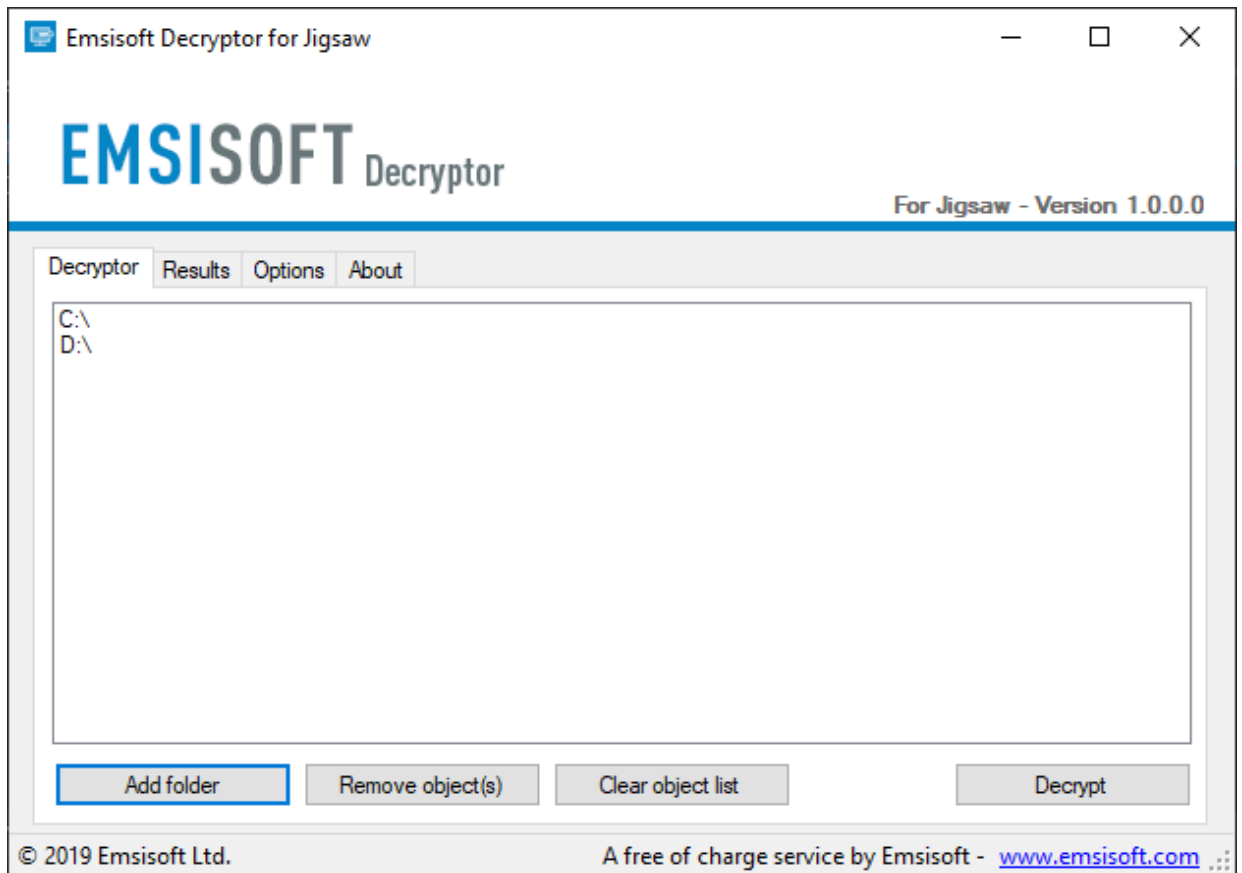 Emsisoft Decryptor for Jigsaw
EMSISOFT Decryptor
For Jigsaw - Version 1.0.0.0
Decryptor Results Options About
C:\
D:\
Add folder Remove object(s) Clear object list Decrypt
© 2019 Emsisoft Ltd. A free of charge service by Emsisoft - www.emsisoft.com